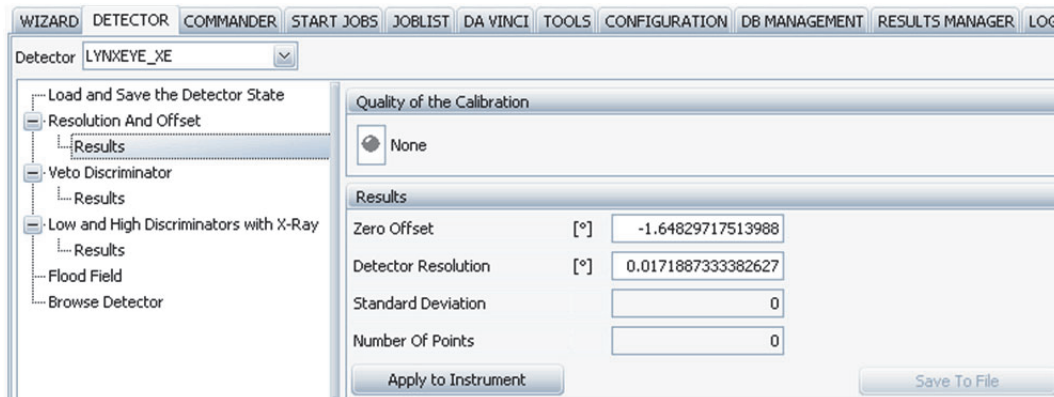 WIZARD DETECTOR COMMANDER START JOBS JOBLIST DA VINCI TOOLS CONFIGURATION DB MANAGEMENT RESULTS MANAGER LOG
Detector LYNXEYE_XE
Load and Save the Detector State
Resolution And Offset
Results
Veto Discriminator
Results
Low and High Discriminators with X-Ray
Results
Flood Field
Browse Detector
Quality of the Calibration
None
Results
Zero Offset [°] -1.64829717513988
Detector Resolution [°] 0.0171887333382627
Standard Deviation 0
Number Of Points 0
Apply to Instrument Save To File